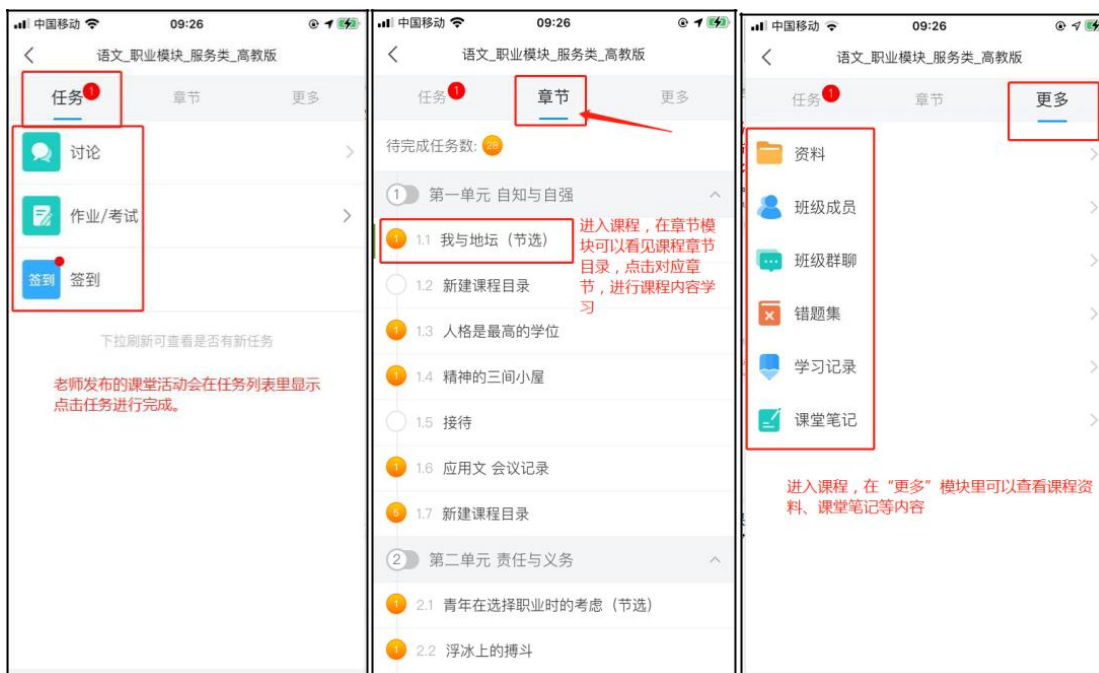 中国移动 09:26
语文_职业模块_服务类_高教版
任务 1 章节 更多
讨论
作业/考试
签到 签到
下拉刷新可查看是否有新任务
老师发布的课堂活动会在任务列表里显示
点击任务进行完成。
中国移动 09:26
语文_职业模块_服务类_高教版
任务 1 章节 更多
待完成任务数: 28
1 第一单元 自知与自强
1 1.1 我与地坛（节选）
进入课程，在章节模
块可以看见课程章节
目录，点击对应章
节，进行课程内容学
习
1.2 新建课程目录
1 1.3 人格是最高的学位
1 1.4 精神的三间小屋
1.5 接待
1 1.6 应用文 会议记录
5 1.7 新建课程目录
2 第二单元 责任与义务
1 2.1 青年在选择职业时的考虑（节选）
1 2.2 浮冰上的搏斗
中国移动 09:26
语文_职业模块_服务类_高教版
任务 1 章节 更多
资料
班级成员
班级群聊
错题集
学习记录
课堂笔记
进入课程，在“更多”模块里可以查看课程资
料、课堂笔记等内容